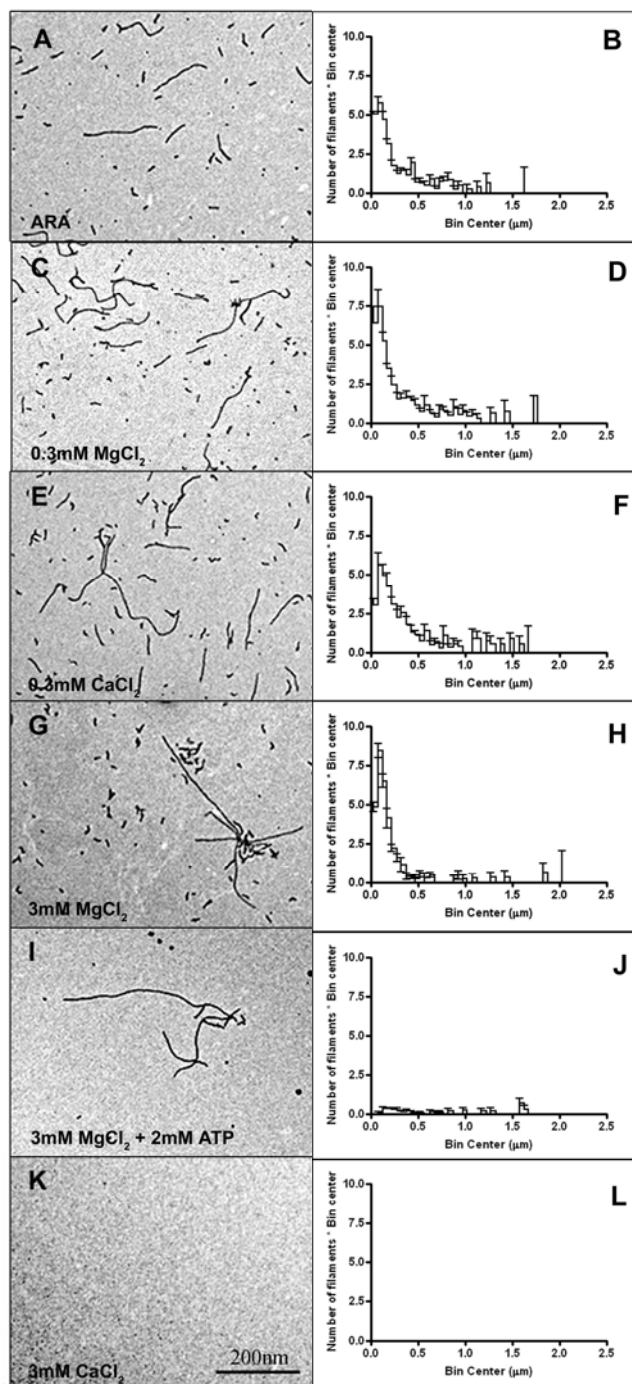 A
ARA
B
Number of filaments * Bin center
10.0
7.5
5.0
2.5
0.0
0.0 0.5 1.0 1.5 2.0 2.5
Bin Center (μm)
C
0.3mM MgCl₂
D
Number of filaments * Bin center
10.0
7.5
5.0
2.5
0.0
0.0 0.5 1.0 1.5 2.0 2.5
Bin Center (μm)
E
0.3mM CaCl₂
F
Number of filaments * Bin center
10.0
7.5
5.0
2.5
0.0
0.0 0.5 1.0 1.5 2.0 2.5
Bin Center (μm)
G
3mM MgCl₂
H
Number of filaments * Bin center
10.0
7.5
5.0
2.5
0.0
0.0 0.5 1.0 1.5 2.0 2.5
Bin Center (μm)
I
3mM MgCl₂ + 2mM ATP
J
Number of filaments * Bin center
10.0
7.5
5.0
2.5
0.0
0.0 0.5 1.0 1.5 2.0 2.5
Bin Center (μm)
K
3mM CaCl₂
200nm
L
Number of filaments * Bin center
10.0
7.5
5.0
2.5
0.0
0.0 0.5 1.0 1.5 2.0 2.5
Bin Center (μm)